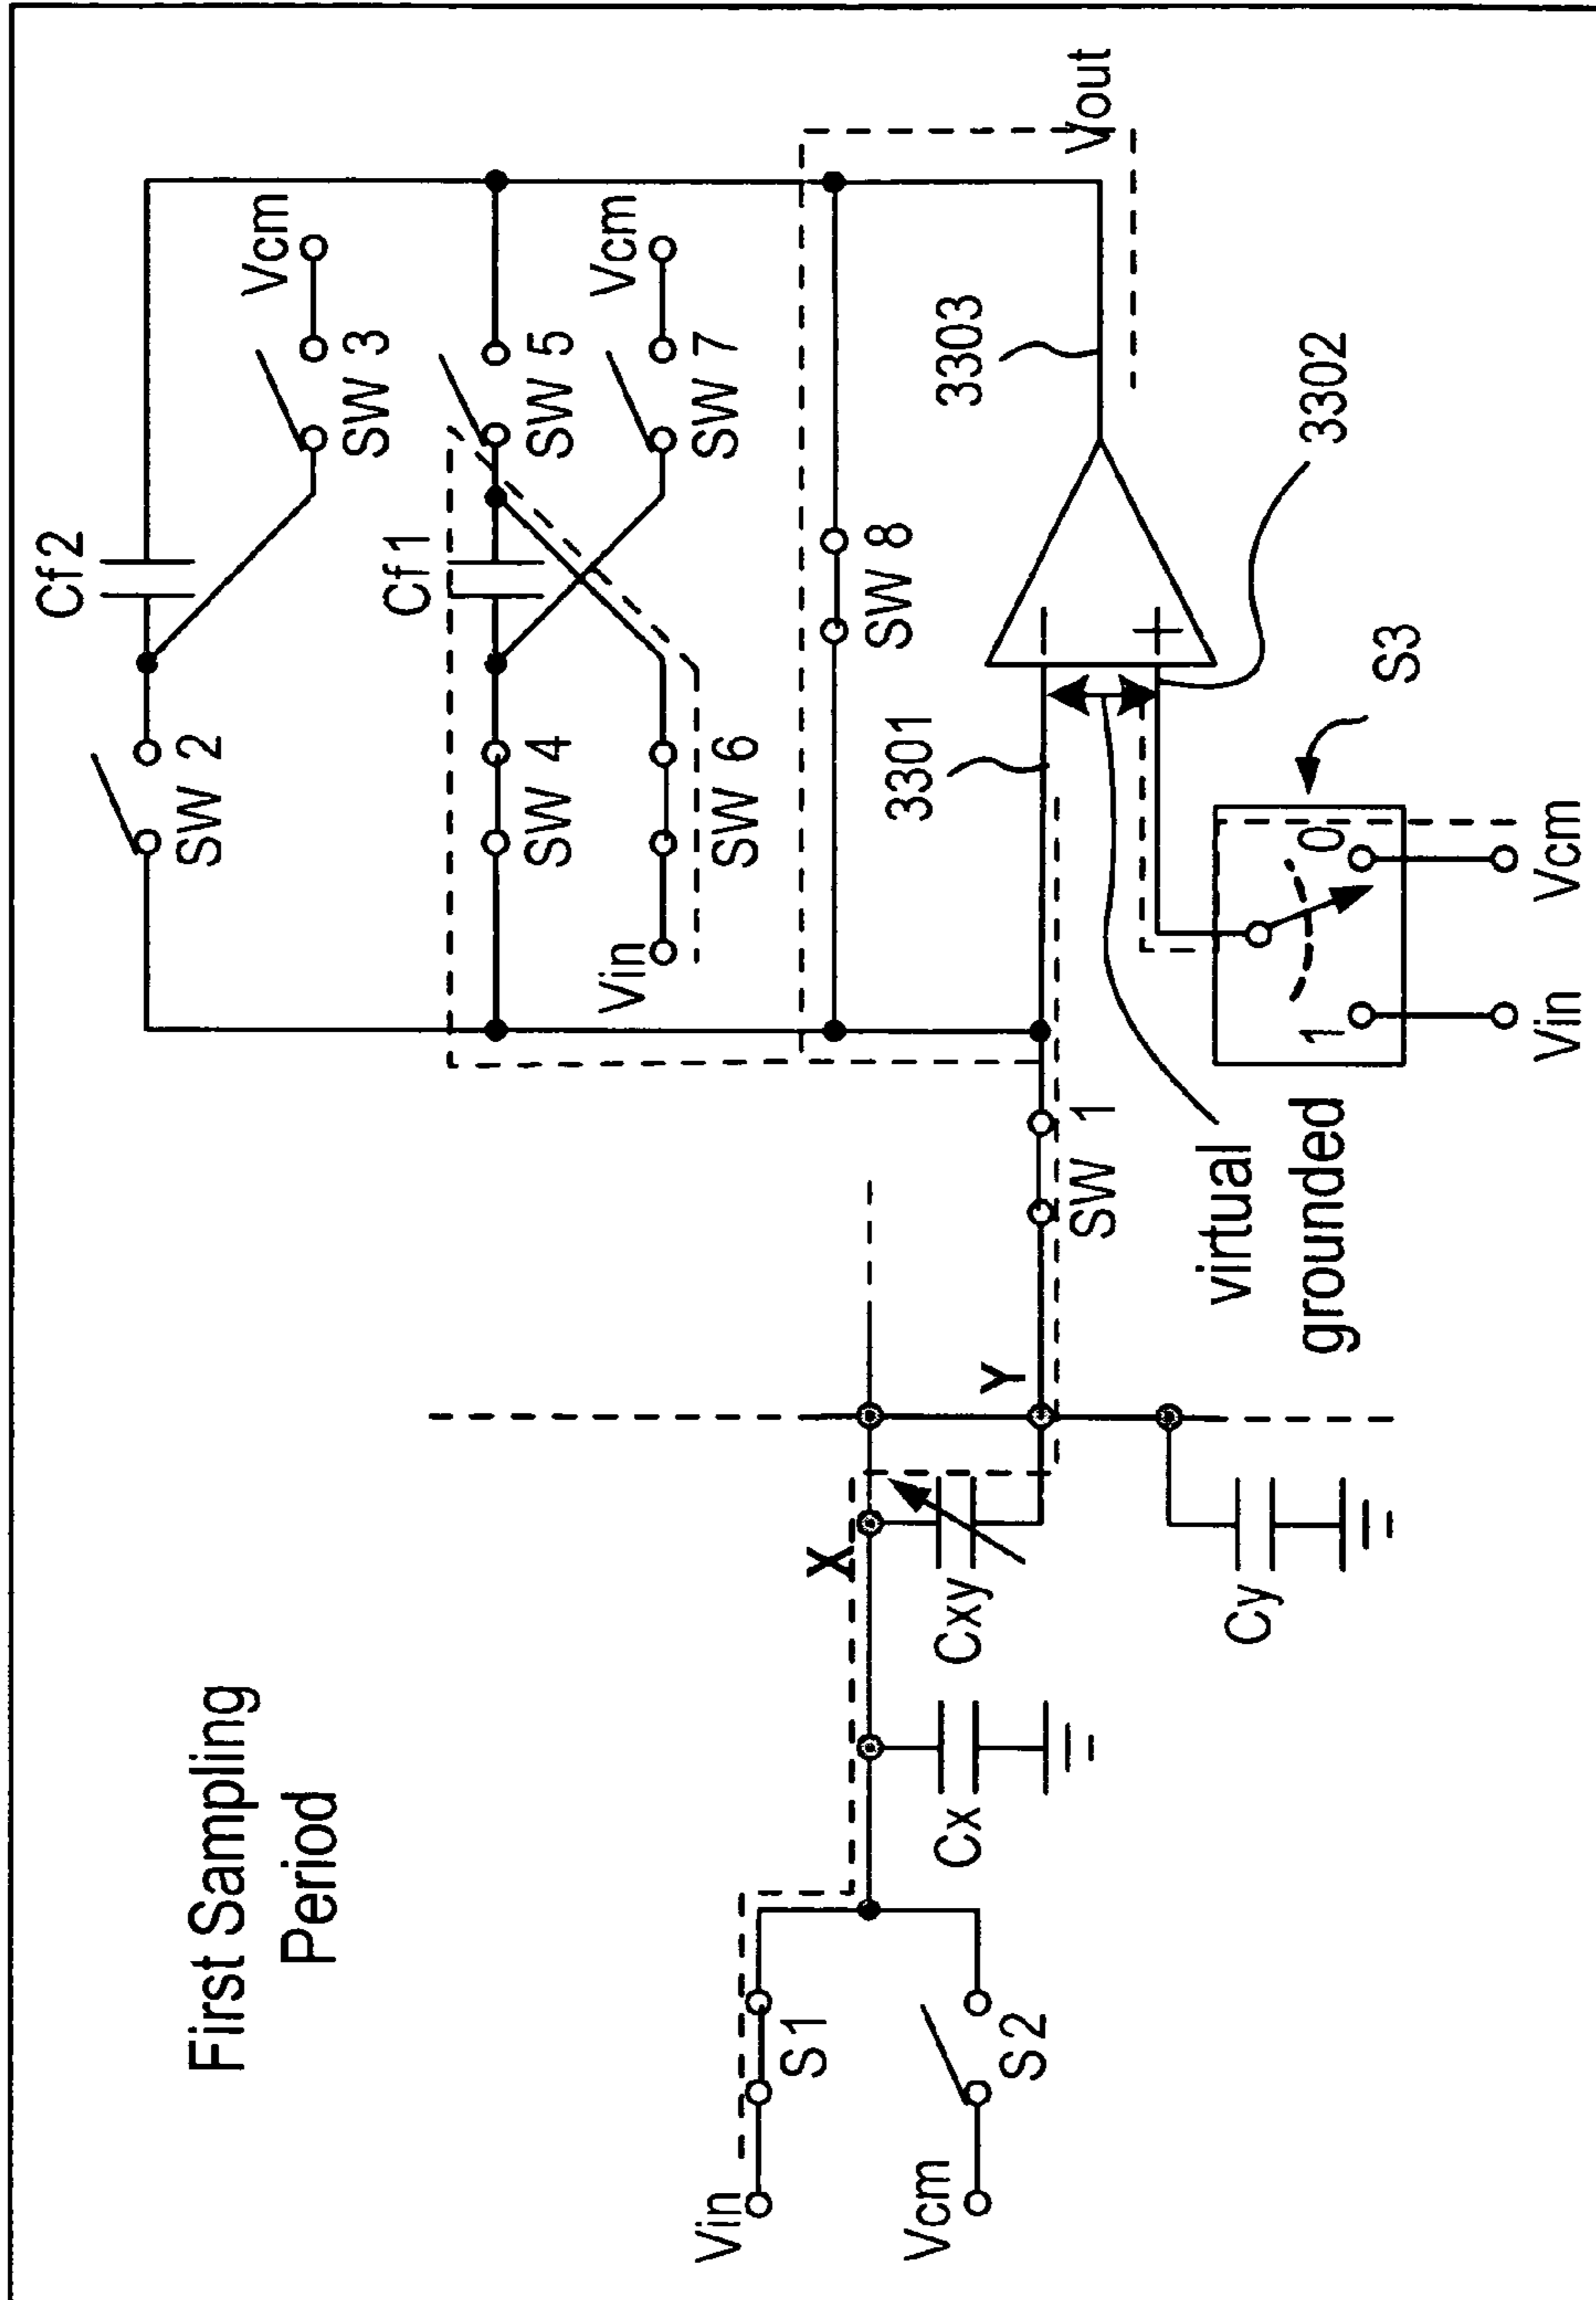 First Sampling
Period
Cf2
Vcm
SW 2
SW 3
Cf1
SW 4
SW 5
Vcm
Vin
SW 6
SW 7
SW 8
Vin
S1
X
3301
3303
Vout
Vcm
S2
Cx
Cxy
Y
SW 1
−
+
virtual
grounded
3302
Cy
1
0
S3
Vin
Vcm